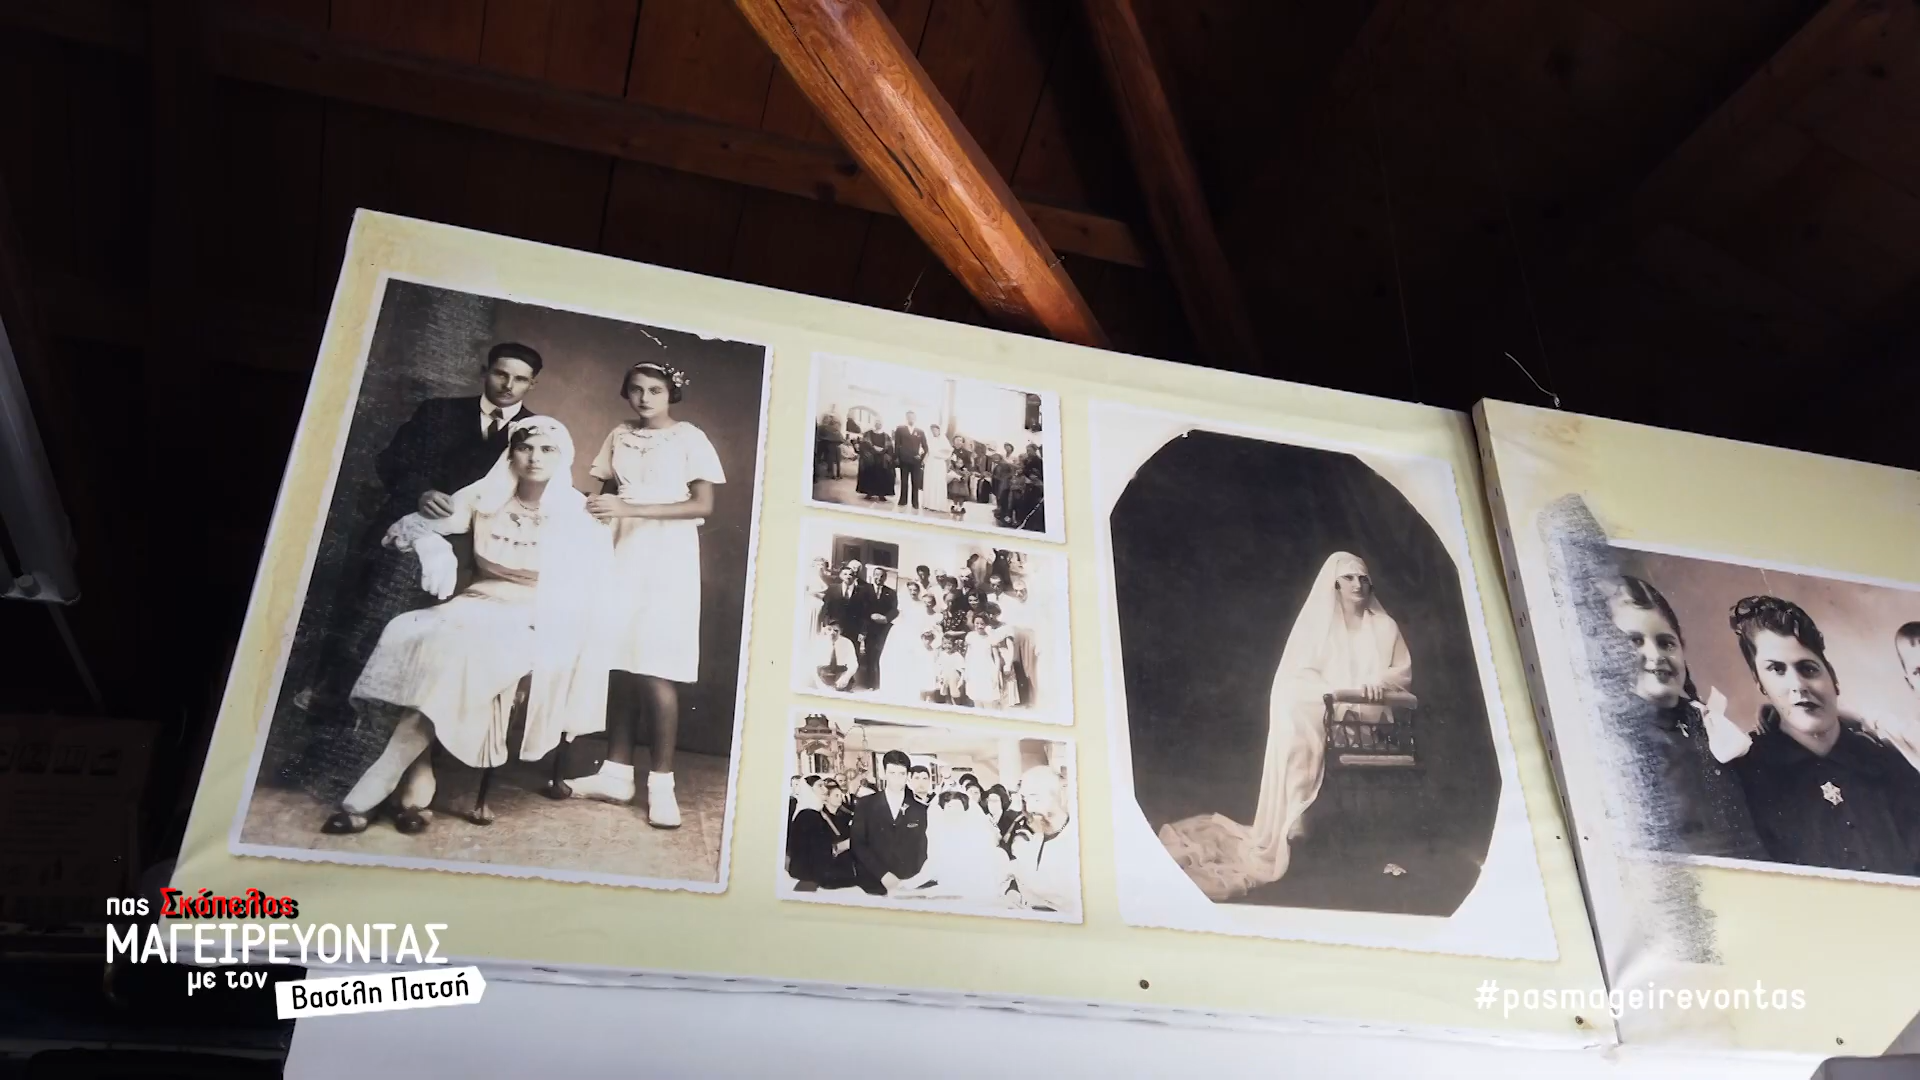 πας Σκόπελος
ΜΑΓΕΙΡΕΥΟΝΤΑΣ
με τον
Βασίλη Πατσή
#pasmageirevontas